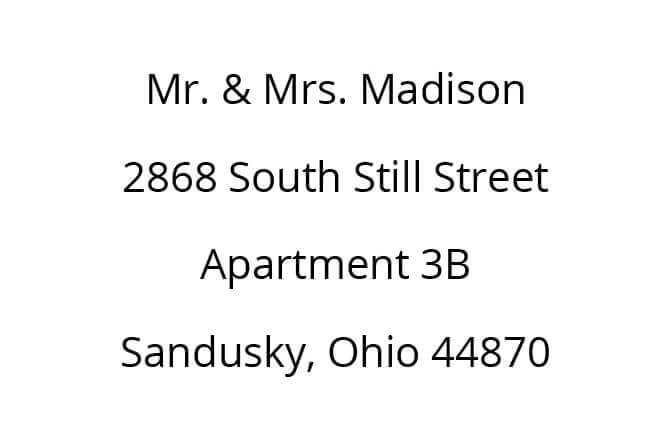 Mr. & Mrs. Madison
2868 South Still Street
Apartment 3B
Sandusky, Ohio 44870